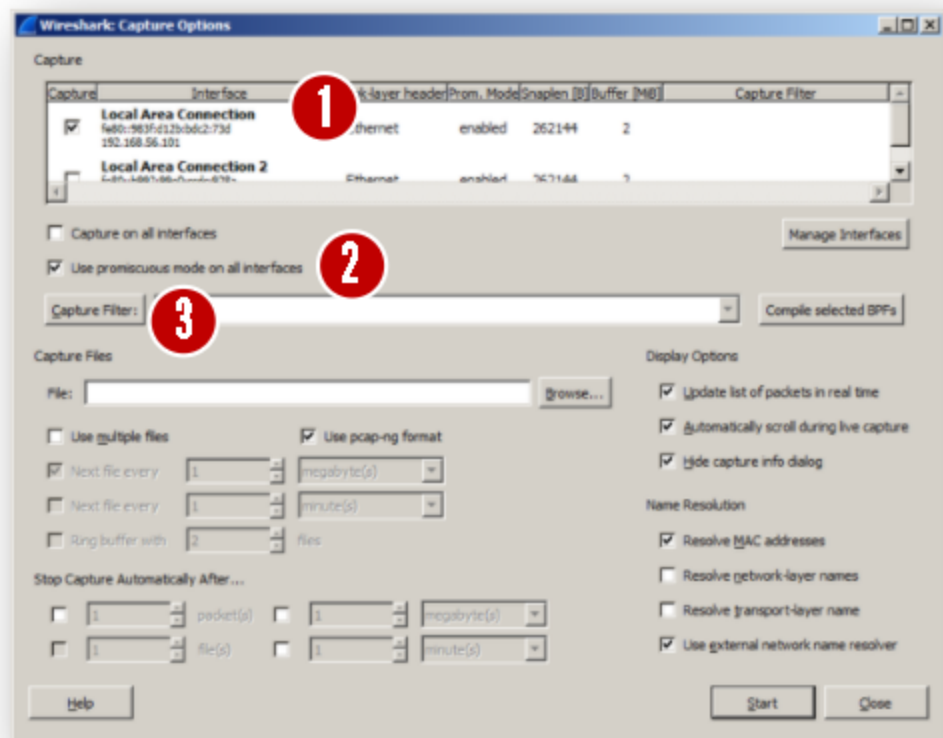 Wireshark: Capture Options
Capture
Capture Interface k-layer header Prom. Mode Snaplen [B] Buffer [MiB] Capture Filter
1
Local Area Connection
192.168.56.101
thernet enabled 262144 2
Local Area Connection 2
Ethernet enabled 262144 2
Capture on all interfaces
Manage Interfaces
Use promiscuous mode on all interfaces
2
Capture Filter:
3
Compile selected BPFs
Capture Files
Display Options
File:
Browse...
Update list of packets in real time
Use multiple files
Use pcap-ng format
Automatically scroll during live capture
Next file every 1 megabyte(s)
Hide capture info dialog
Next file every 1 minute(s)
Name Resolution
Ring buffer with 2 files
Resolve MAC addresses
Stop Capture Automatically After...
Resolve network-layer names
1 packet(s) 1 megabyte(s)
Resolve transport-layer name
1 file(s) 1 minute(s)
Use external network name resolver
Help
Start
Close